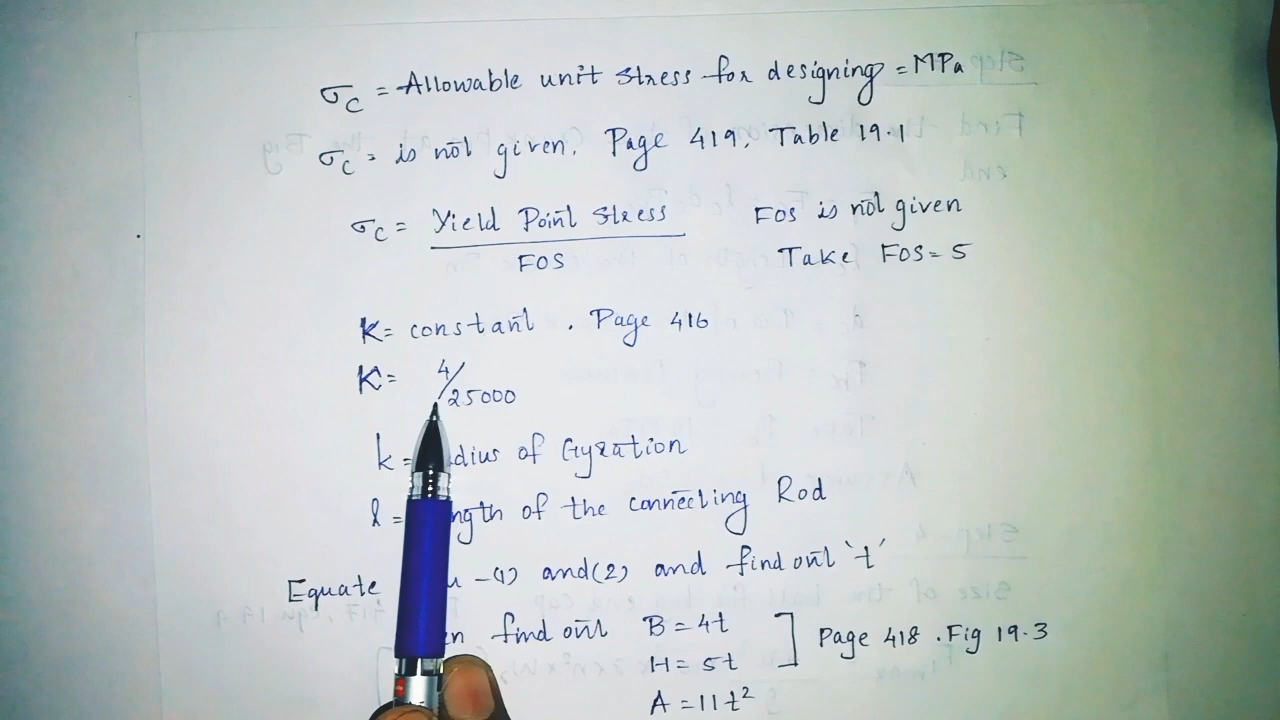 σc = Allowable unit stress for designing = MPa
σc = is not given. Page 419, Table 19.1
σc = Yield Point Stress / FOS FOS is not given
Take FOS = 5
K = constant . Page 416
K = 4/25000
k = dius of Gyration
l = ngth of the connecting Rod
Equate -(1) and (2) and find out 't'
find out B = 4t
H = 5t ] Page 418 . Fig 19.3
A = 11t²